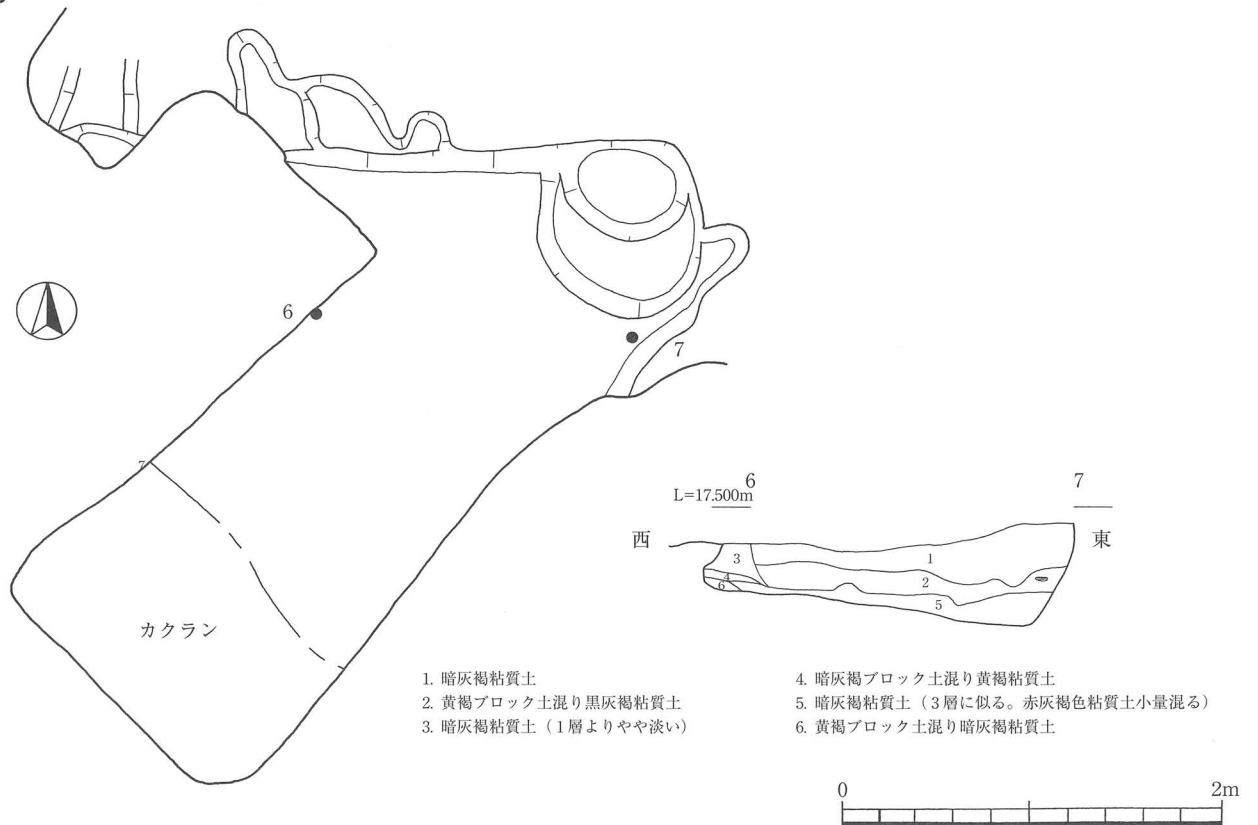 6
7
7
カクラン
6
7
L=17.500m
西
東
3
1
4
2
6
5
1. 暗灰褐粘質土
2. 黄褐ブロック土混り黒灰褐粘質土
3. 暗灰褐粘質土（1層よりやや淡い）
4. 暗灰褐ブロック土混り黄褐粘質土
5. 暗灰褐粘質土（3層に似る。赤灰褐色粘質土小量混る）
6. 黄褐ブロック土混り暗灰褐粘質土
0
2m